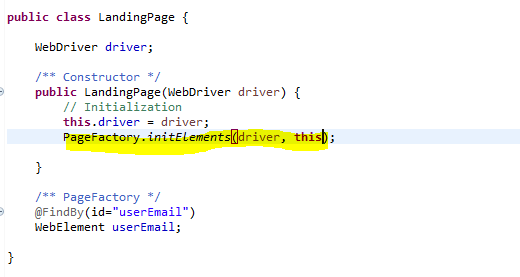 public class LandingPage {
WebDriver driver;
/** Constructor */
public LandingPage(WebDriver driver) {
// Initialization
this.driver = driver;
PageFactory.initElements(driver, this);
}
/** PageFactory */
@FindBy(id="userEmail")
WebElement userEmail;
}